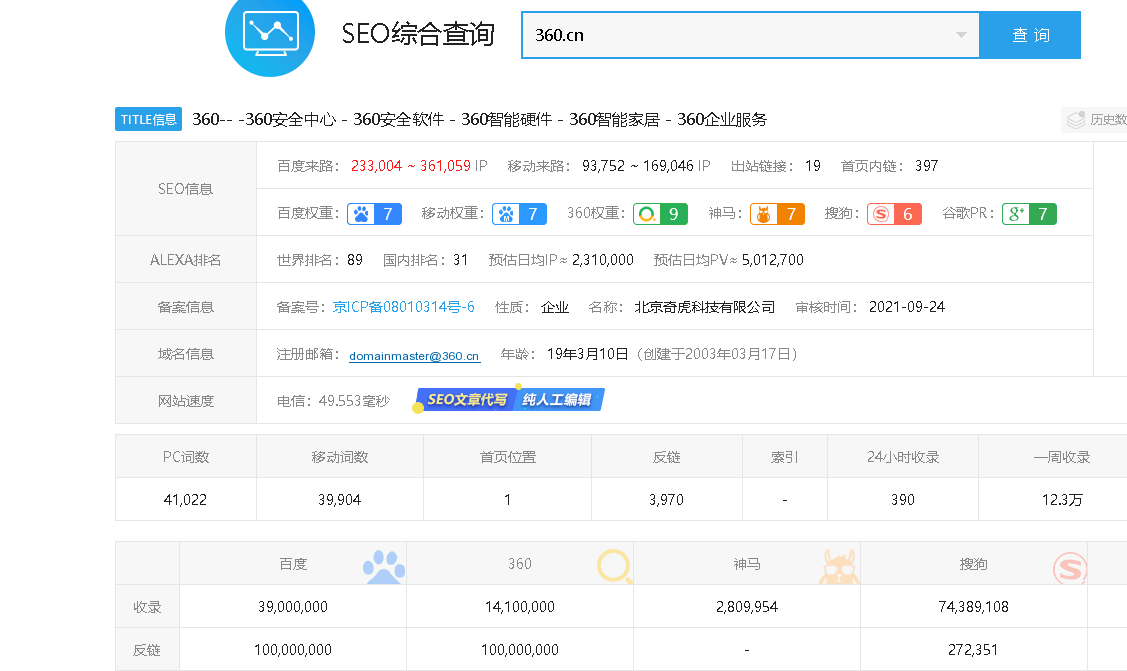 SEO综合查询
360.cn
查 询
TITLE信息 360-- -360安全中心 - 360安全软件 - 360智能硬件 - 360智能家居 - 360企业服务
历史数
SEO信息
百度来路: 233,004 ~ 361,059 IP 移动来路: 93,752 ~ 169,046 IP 出站链接: 19 首页内链: 397
百度权重: 7 移动权重: 7 360权重: 9 神马: 7 搜狗: 6 谷歌PR: 7
ALEXA排名 世界排名: 89 国内排名: 31 预估日均IP≈ 2,310,000 预估日均PV≈ 5,012,700
备案信息 备案号: 京ICP备08010314号-6 性质: 企业 名称: 北京奇虎科技有限公司 审核时间: 2021-09-24
域名信息 注册邮箱: domainmaster@360.cn 年龄: 19年3月10日（创建于2003年03月17日）
网站速度 电信: 49.553毫秒 SEO文章代写 纯人工编辑
PC词数 移动词数 首页位置 反链 索引 24小时收录 一周收录
41,022 39,904 1 3,970 - 390 12.3万
百度 360 神马 搜狗
收录 39,000,000 14,100,000 2,809,954 74,389,108
反链 100,000,000 100,000,000 - 272,351